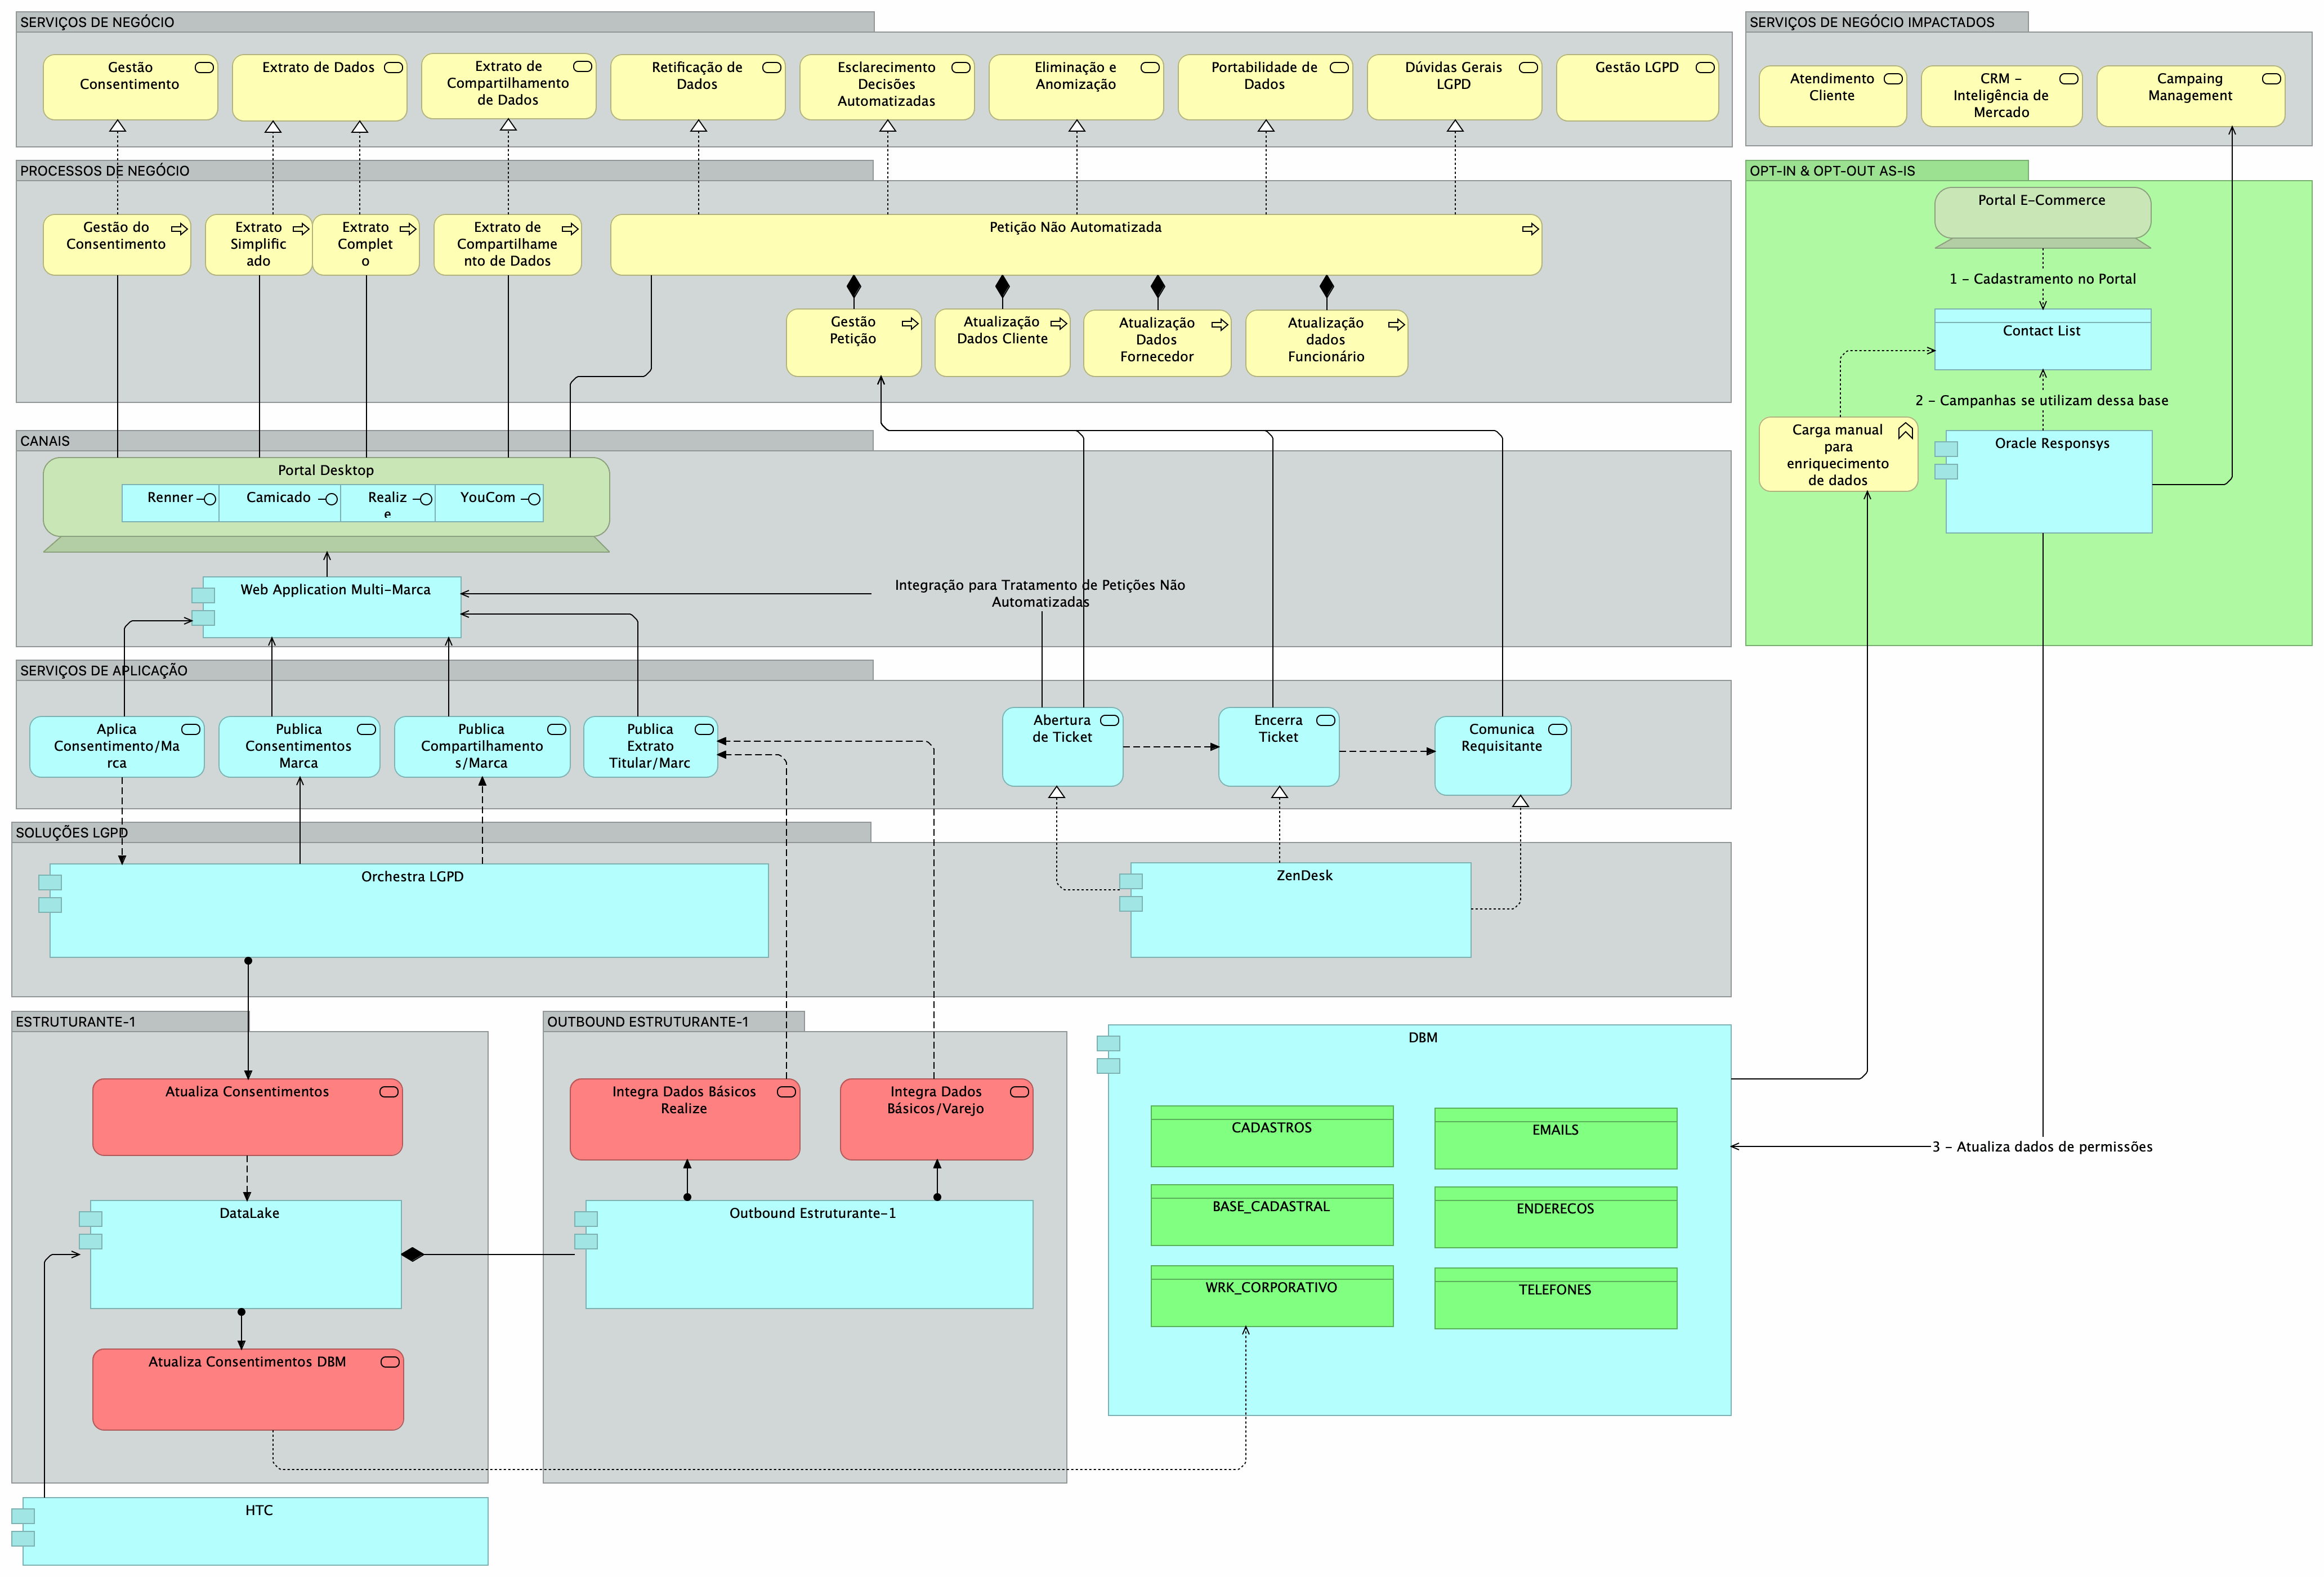 SERVIÇOS DE NEGÓCIO
Gestão
Consentimento
Extrato de Dados
Extrato de
Compartilhamento
de Dados
Retificação de
Dados
Esclarecimento
Decisões
Automatizadas
Eliminação e
Anomização
Portabilidade de
Dados
Dúvidas Gerais
LGPD
Gestão LGPD
SERVIÇOS DE NEGÓCIO IMPACTADOS
Atendimento
Cliente
CRM –
Inteligência de
Mercado
Campaing
Management
PROCESSOS DE NEGÓCIO
Gestão do
Consentimento
Extrato
Simplific
ado
Extrato
Complet
o
Extrato de
Compartilhame
nto de Dados
Petição Não Automatizada
Gestão
Petição
Atualização
Dados Cliente
Atualização
Dados
Fornecedor
Atualização
dados
Funcionário
OPT-IN & OPT-OUT AS-IS
Portal E-Commerce
1 – Cadastramento no Portal
Contact List
2 – Campanhas se utilizam dessa base
Carga manual
para
enriquecimento
de dados
Oracle Responsys
CANAIS
Portal Desktop
Renner
Camicado
Realiz
e
YouCom
Web Application Multi-Marca
Integração para Tratamento de Petições Não
Automatizadas
SERVIÇOS DE APLICAÇÃO
Aplica
Consentimento/Ma
rca
Publica
Consentimentos
Marca
Publica
Compartilhamento
s/Marca
Publica
Extrato
Titular/Marc
Abertura
de Ticket
Encerra
Ticket
Comunica
Requisitante
SOLUÇÕES LGPD
Orchestra LGPD
ZenDesk
ESTRUTURANTE-1
Atualiza Consentimentos
DataLake
Atualiza Consentimentos DBM
OUTBOUND ESTRUTURANTE-1
Integra Dados Básicos
Realize
Integra Dados
Básicos/Varejo
Outbound Estruturante-1
DBM
CADASTROS
EMAILS
BASE_CADASTRAL
ENDERECOS
WRK_CORPORATIVO
TELEFONES
3 – Atualiza dados de permissões
HTC